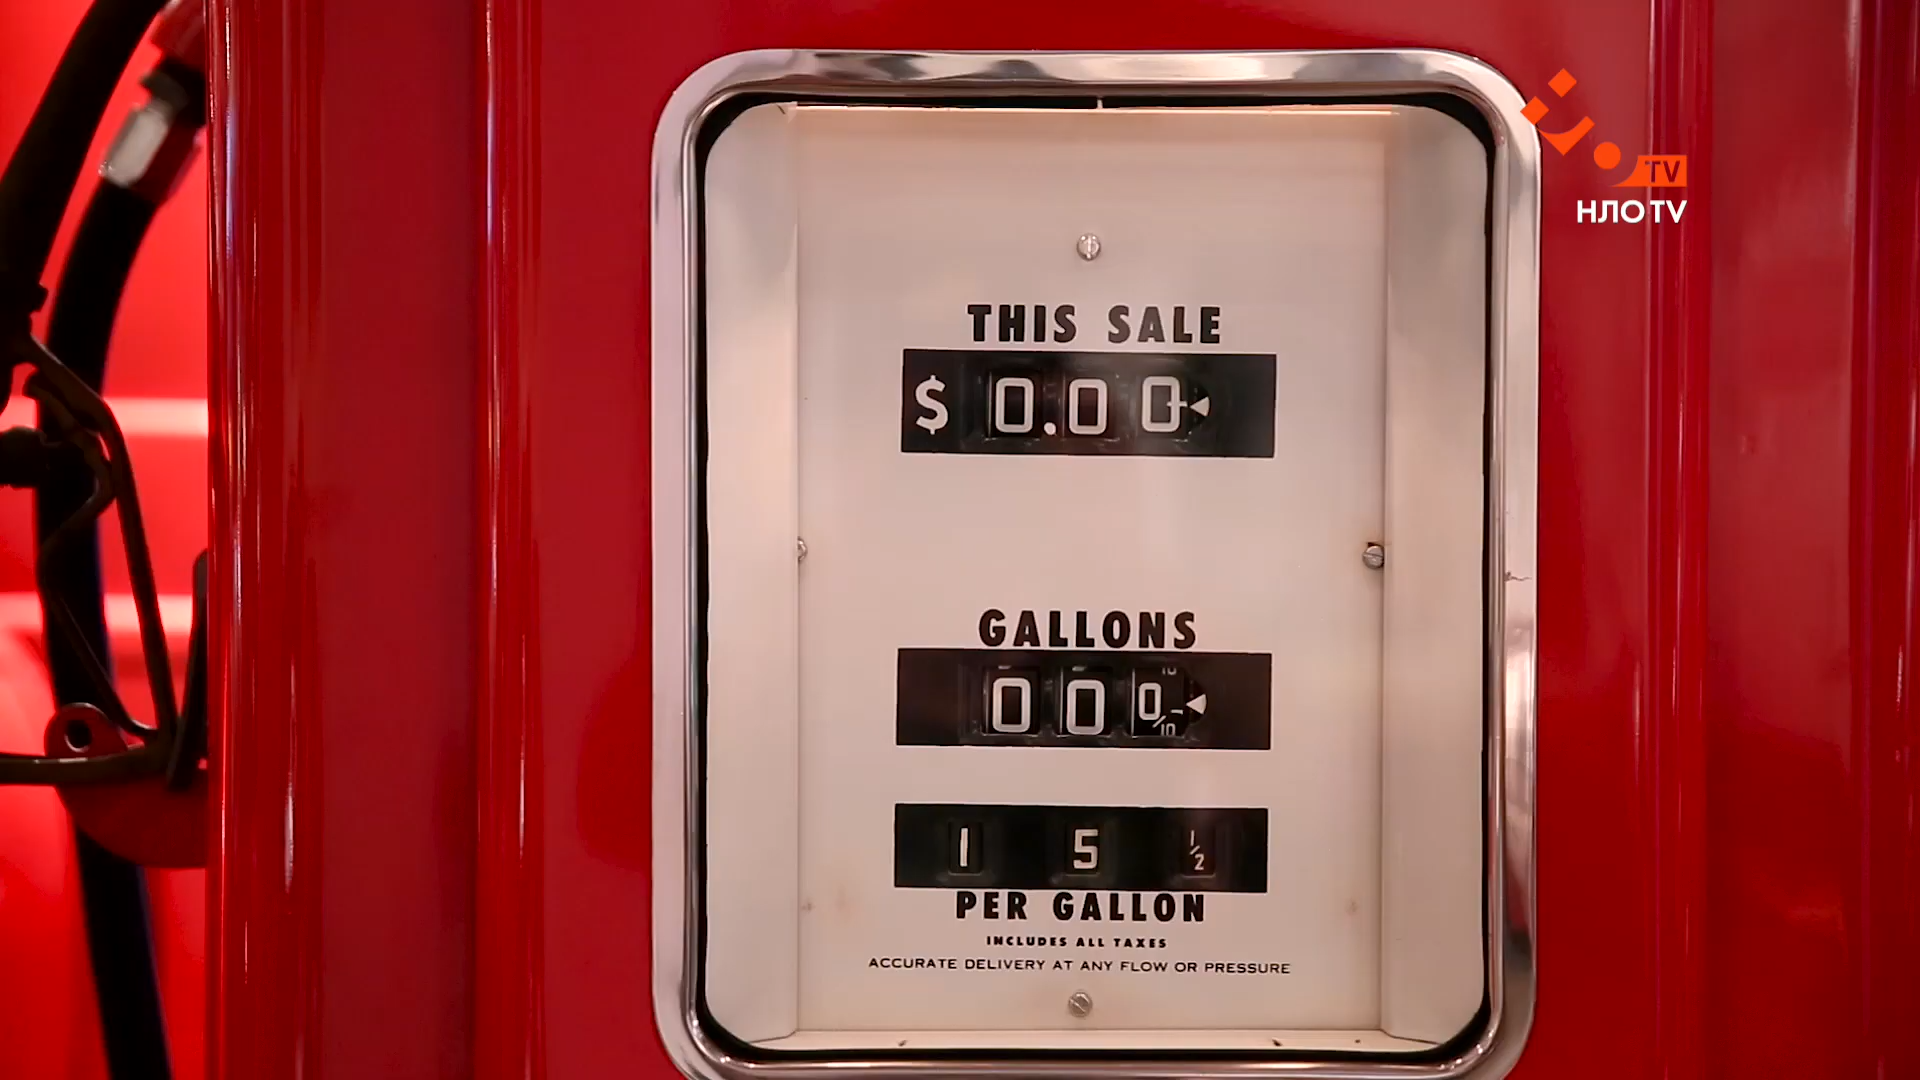 TV
НЛО TV
THIS SALE
$ 0.00
GALLONS
0 0 0/10
1 5 1/2
PER GALLON
INCLUDES ALL TAXES
ACCURATE DELIVERY AT ANY FLOW OR PRESSURE